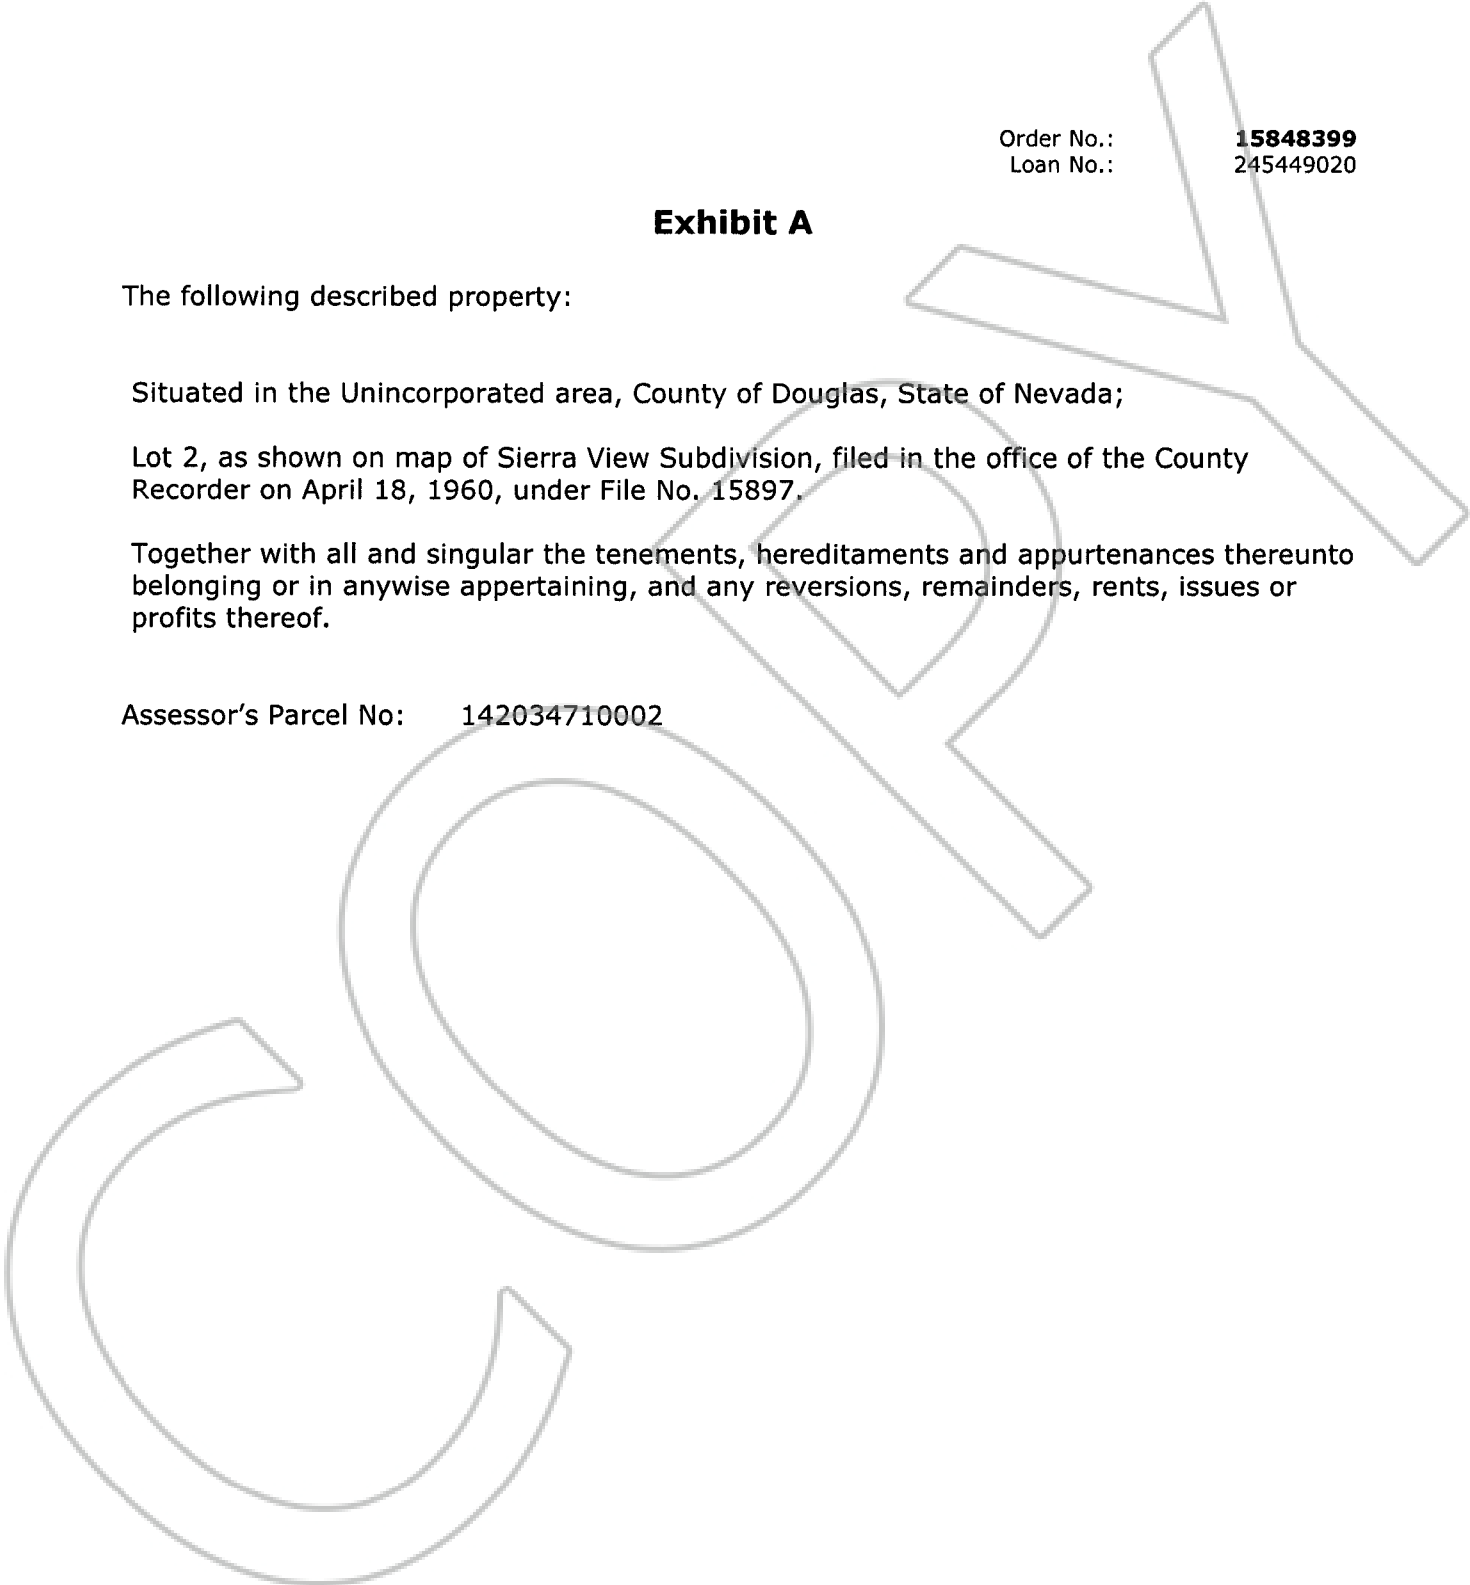 Order No.: 15848399
Loan No.: 245449020
Exhibit A
The following described property:
Situated in the Unincorporated area, County of Douglas, State of Nevada;
Lot 2, as shown on map of Sierra View Subdivision, filed in the office of the County
Recorder on April 18, 1960, under File No. 15897.
Together with all and singular the tenements, hereditaments and appurtenances thereunto
belonging or in anywise appertaining, and any reversions, remainders, rents, issues or
profits thereof.
Assessor's Parcel No: 142034710002
COPY